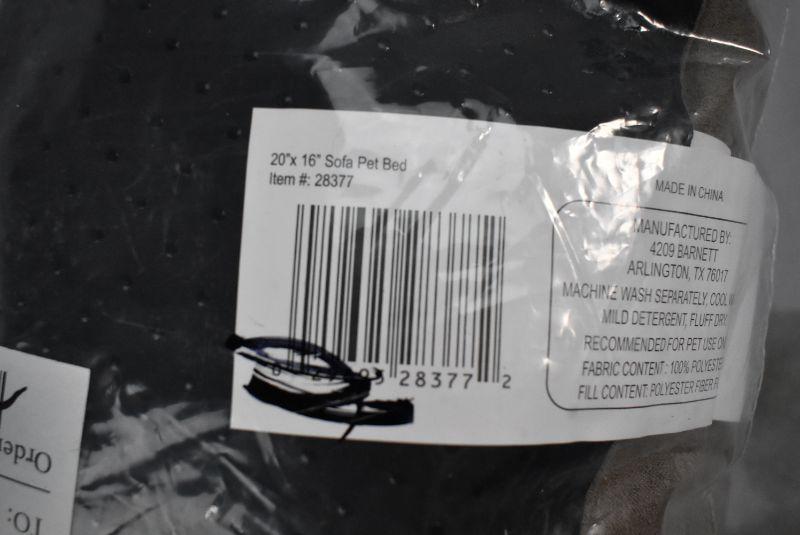 20"x 16" Sofa Pet Bed
Item #: 28377
28377 2
MADE IN CHINA
MANUFACTURED BY:
4209 BARNETT
ARLINGTON, TX 76017
MACHINE WASH SEPARATELY, COOL
MILD DETERGENT, FLUFF DRY
RECOMMENDED FOR PET USE
FABRIC CONTENT: 100%
FILL CONTENT: POLYESTER FIBER
TO: